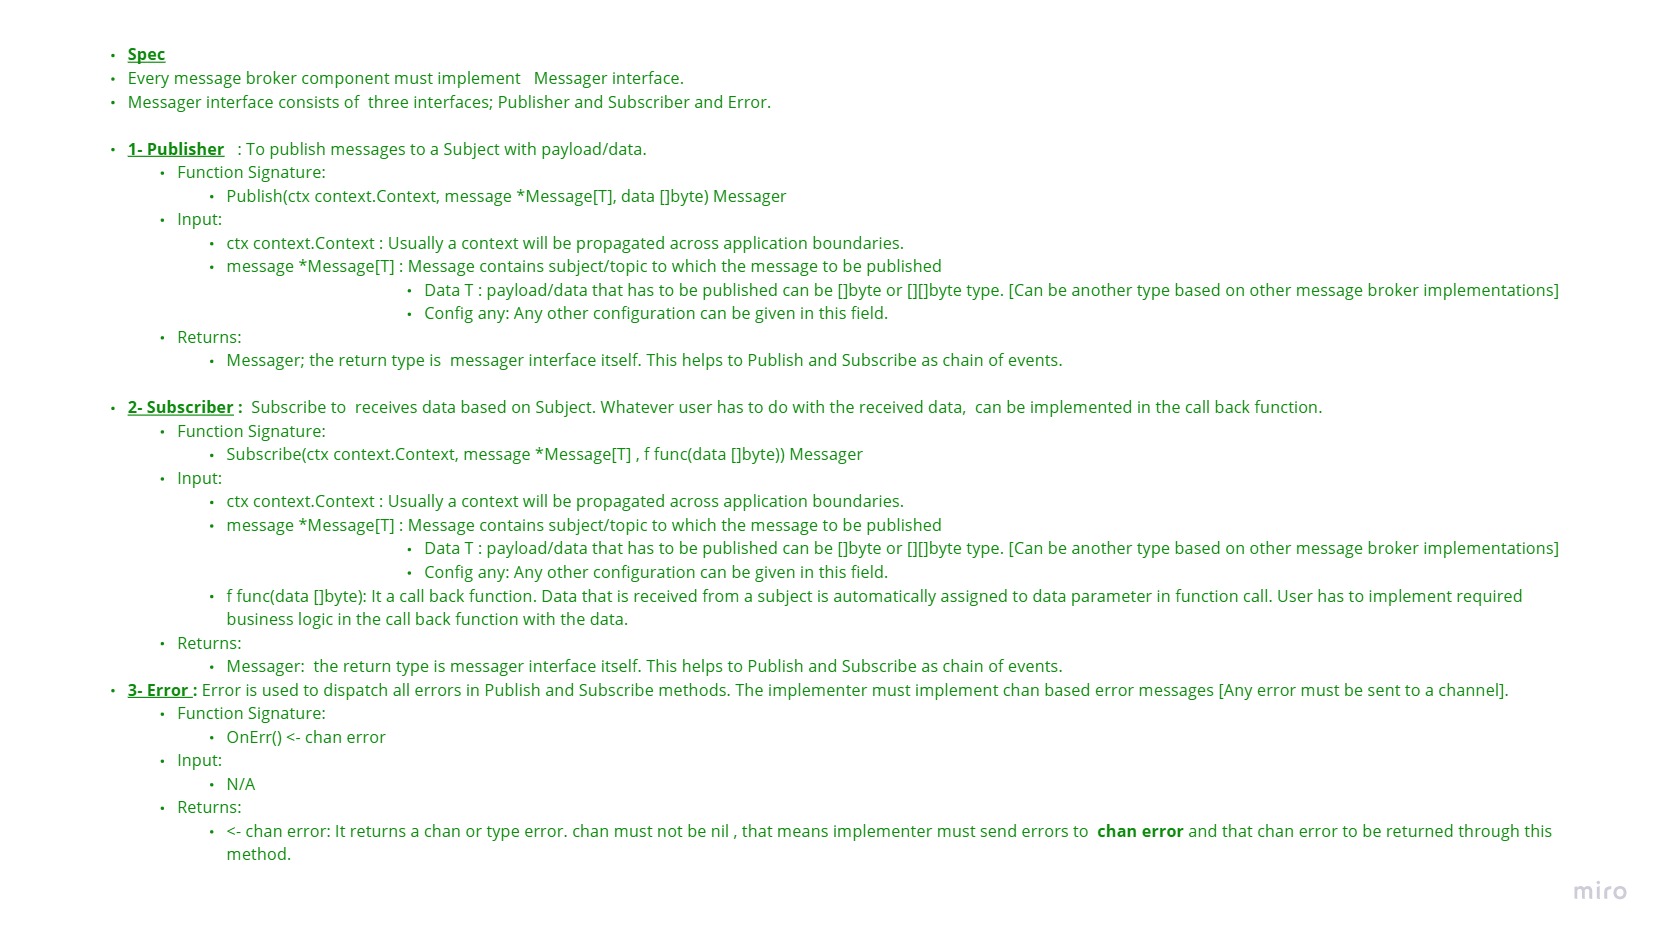 • Spec
• Every message broker component must implement   Messager interface.
• Messager interface consists of  three interfaces; Publisher and Subscriber and Error.
• 1- Publisher   : To publish messages to a Subject with payload/data.
• Function Signature:
• Publish(ctx context.Context, message *Message[T], data []byte) Messager
• Input:
• ctx context.Context : Usually a context will be propagated across application boundaries.
• message *Message[T] : Message contains subject/topic to which the message to be published
• Data T : payload/data that has to be published can be []byte or [][]byte type. [Can be another type based on other message broker implementations]
• Config any: Any other configuration can be given in this field.
• Returns:
• Messager; the return type is  messager interface itself. This helps to Publish and Subscribe as chain of events.
• 2- Subscriber :  Subscribe to  receives data based on Subject. Whatever user has to do with the received data,  can be implemented in the call back function.
• Function Signature:
• Subscribe(ctx context.Context, message *Message[T] , f func(data []byte)) Messager
• Input:
• ctx context.Context : Usually a context will be propagated across application boundaries.
• message *Message[T] : Message contains subject/topic to which the message to be published
• Data T : payload/data that has to be published can be []byte or [][]byte type. [Can be another type based on other message broker implementations]
• Config any: Any other configuration can be given in this field.
• f func(data []byte): It a call back function. Data that is received from a subject is automatically assigned to data parameter in function call. User has to implement required
business logic in the call back function with the data.
• Returns:
• Messager:  the return type is messager interface itself. This helps to Publish and Subscribe as chain of events.
• 3- Error : Error is used to dispatch all errors in Publish and Subscribe methods. The implementer must implement chan based error messages [Any error must be sent to a channel].
• Function Signature:
• OnErr() <- chan error
• Input:
• N/A
• Returns:
• <- chan error: It returns a chan or type error. chan must not be nil , that means implementer must send errors to  chan error and that chan error to be returned through this
method.
miro